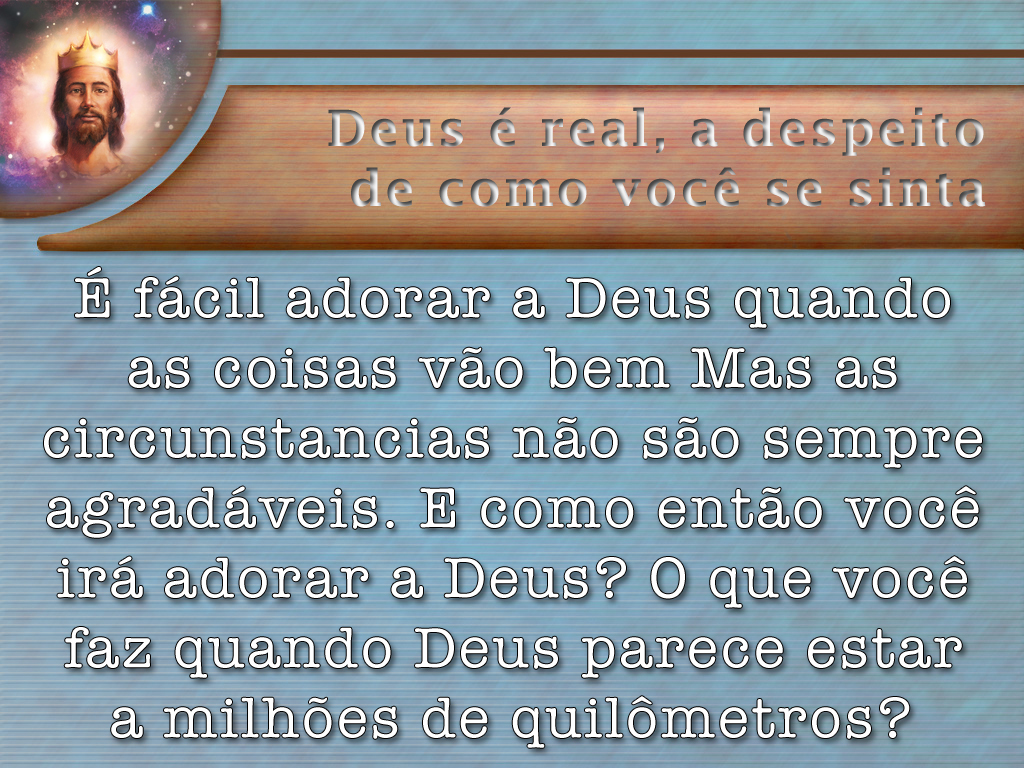 Deus é real, a despeito
de como você se sinta
É fácil adorar a Deus quando
as coisas vão bem Mas as
circunstancias não são sempre
agradáveis. E como então você
irá adorar a Deus? O que você
faz quando Deus parece estar
a milhões de quilômetros?